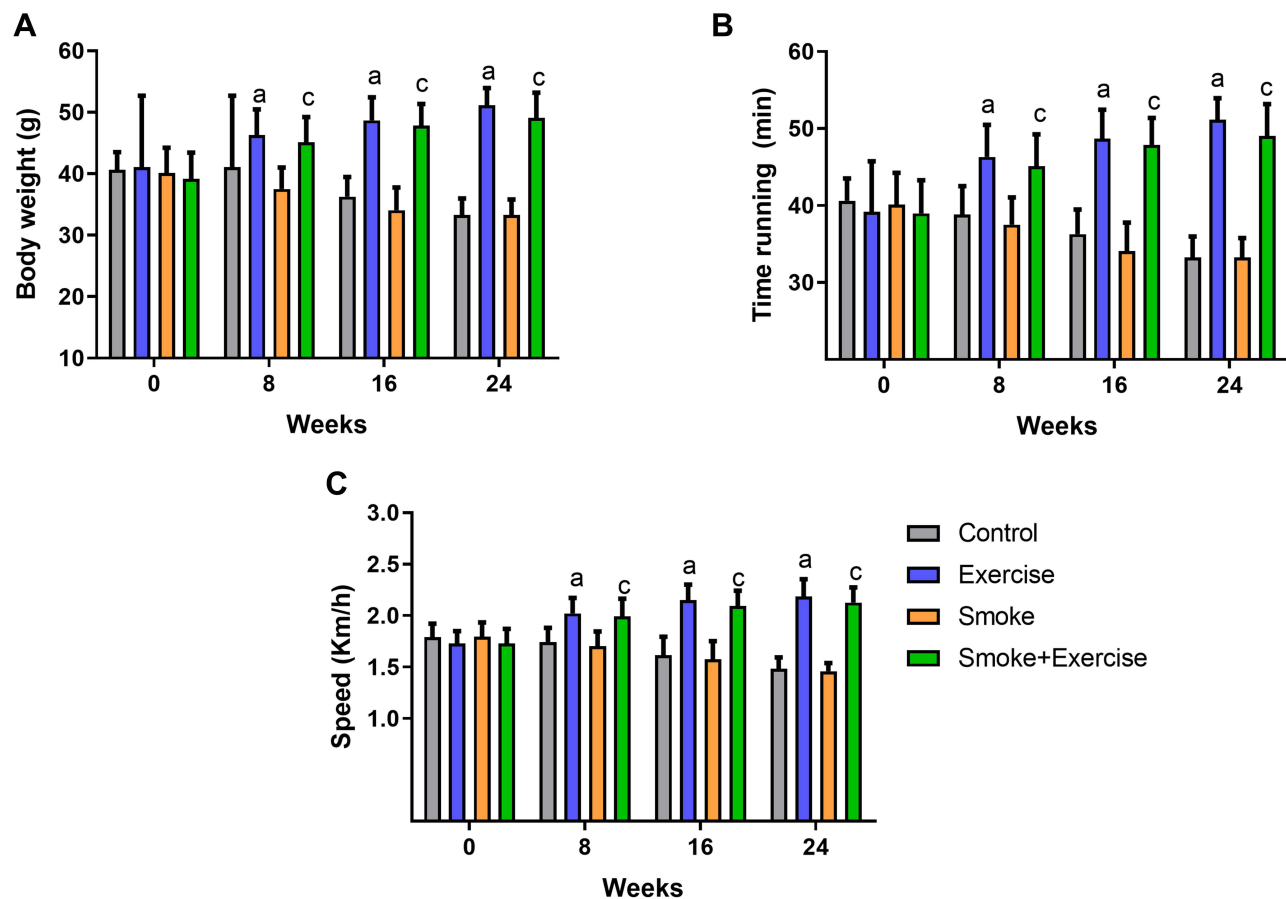 A
Body weight (g)
60
50
40
30
20
10
a
c
a
c
a
c
0 8 16 24
Weeks
B
Time running (min)
60
50
40
30
a
c
a
c
a
c
0 8 16 24
Weeks
C
Speed (Km/h)
3.0
2.5
2.0
1.5
1.0
a
c
a
c
a
c
0 8 16 24
Weeks
Control
Exercise
Smoke
Smoke+Exercise